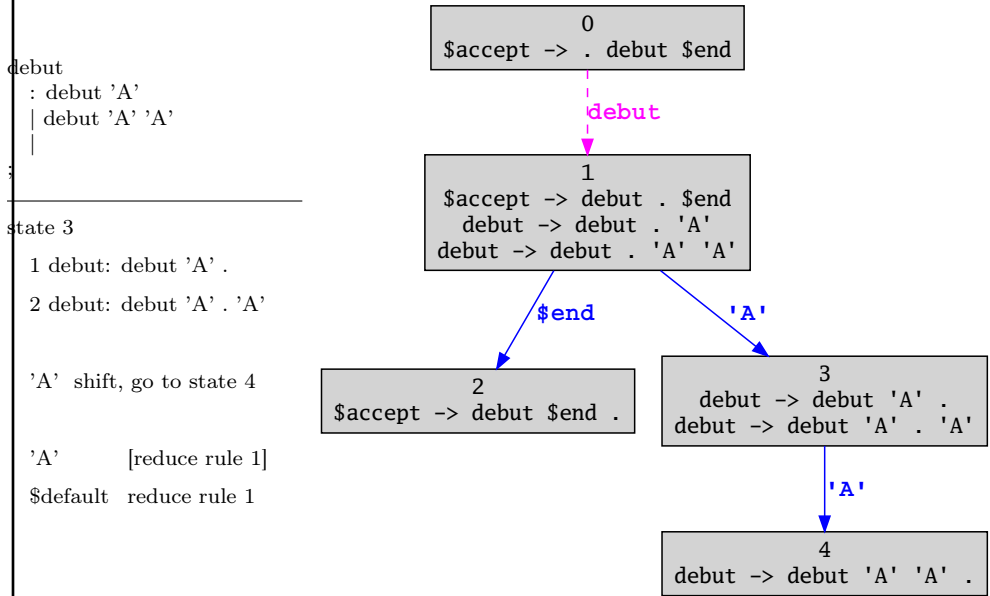 debut
: debut ’A’
| debut ’A’ ’A’
|
;
state 3
1 debut: debut ’A’ .
2 debut: debut ’A’ . ’A’
’A’ shift, go to state 4
’A’ [reduce rule 1]
$default reduce rule 1
0
$accept -> . debut $end
debut
1
$accept -> debut . $end
debut -> debut . 'A'
debut -> debut . 'A' 'A'
$end
'A'
2
$accept -> debut $end .
3
debut -> debut 'A' .
debut -> debut 'A' . 'A'
'A'
4
debut -> debut 'A' 'A' .